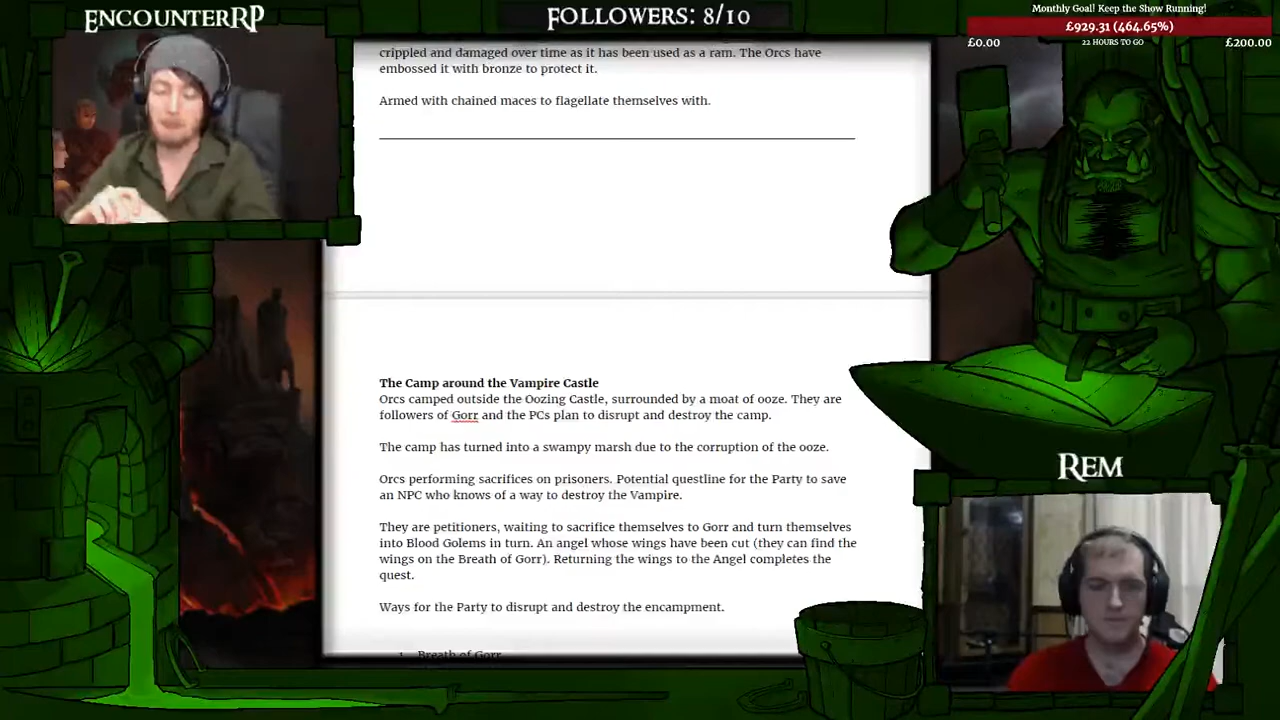 EncounterRP
Followers: 8/10
Monthly Goal! Keep the Show Running!
£929.31 (464.65%)
£0.00
22 HOURS TO GO
£200.00
crippled and damaged over time as it has been used as a ram. The Orcs have
embossed it with bronze to protect it.
Armed with chained maces to flagellate themselves with.
The Camp around the Vampire Castle
Orcs camped outside the Oozing Castle, surrounded by a moat of ooze. They are
followers of Gorr and the PCs plan to disrupt and destroy the camp.
The camp has turned into a swampy marsh due to the corruption of the ooze.
Orcs performing sacrifices on prisoners. Potential questline for the Party to save
an NPC who knows of a way to destroy the Vampire.
They are petitioners, waiting to sacrifice themselves to Gorr and turn themselves
into Blood Golems in turn. An angel whose wings have been cut (they can find the
wings on the Breath of Gorr). Returning the wings to the Angel completes the
quest.
Ways for the Party to disrupt and destroy the encampment.
1. Breath of Gorr
Rem